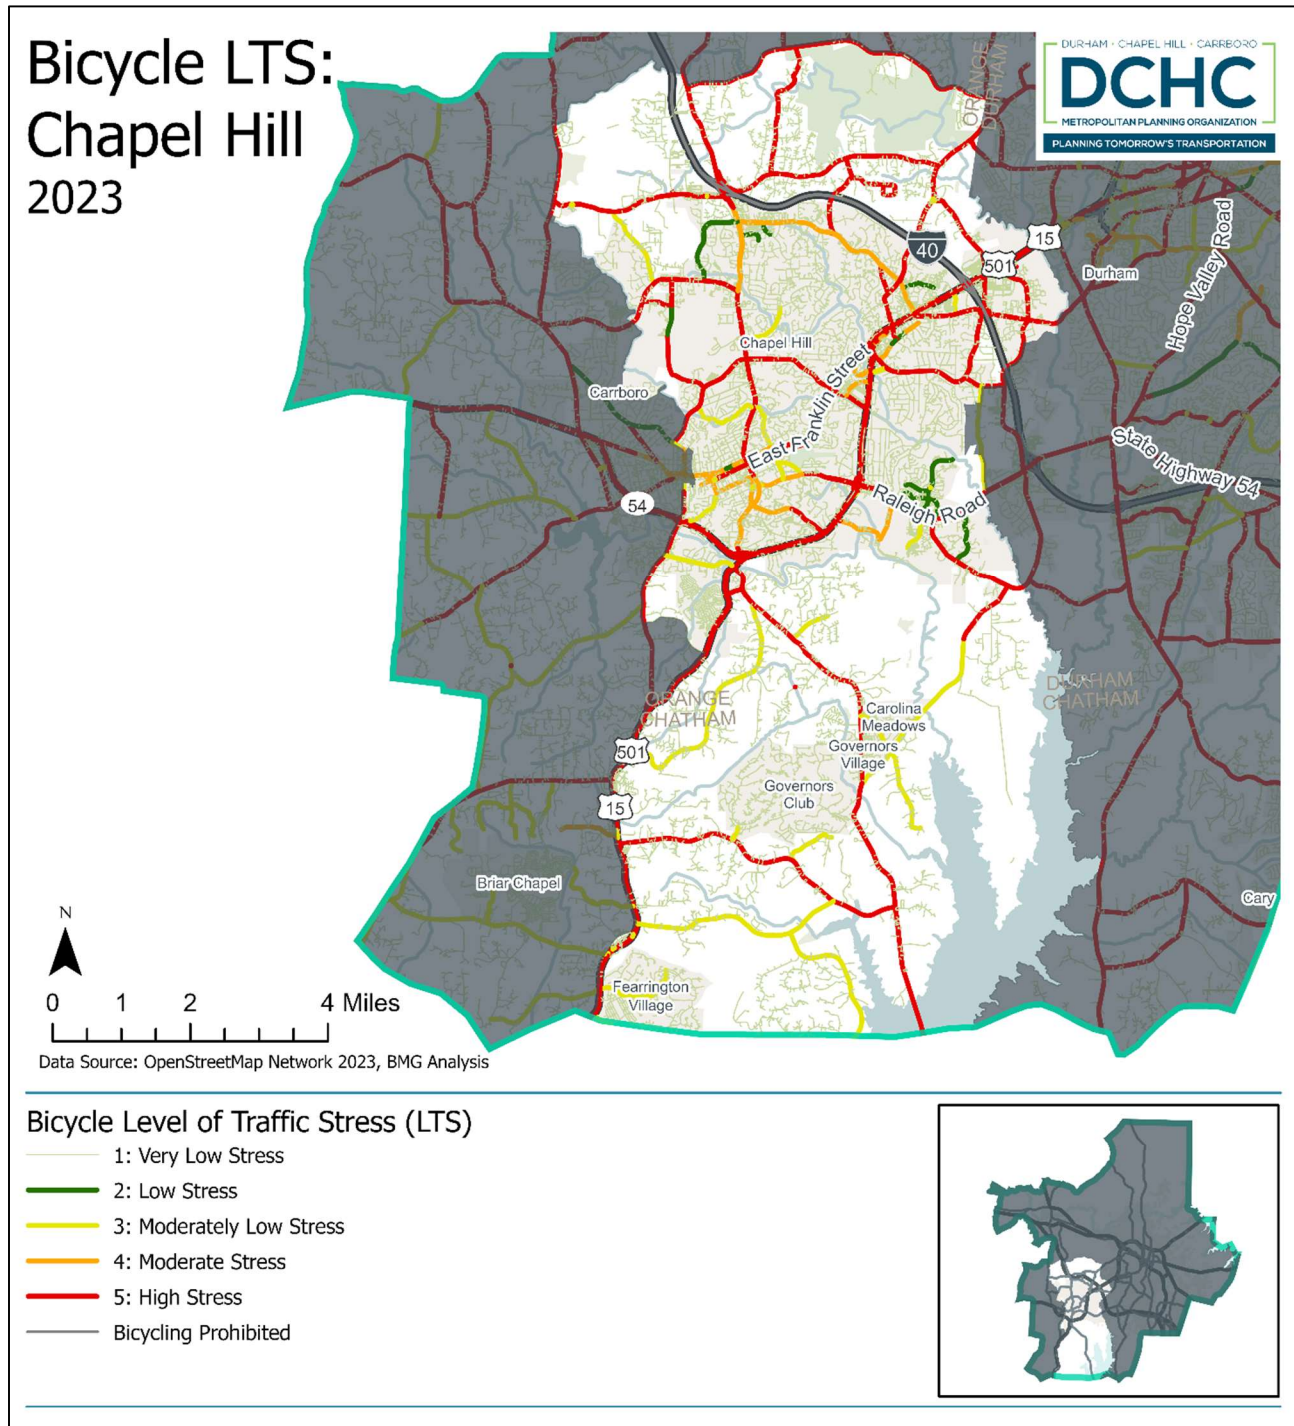 Bicycle LTS:
Chapel Hill
2023
DURHAM · CHAPEL HILL · CARRBORO
DCHC
METROPOLITAN PLANNING ORGANIZATION
PLANNING TOMORROW'S TRANSPORTATION
ORANGE
DURHAM
15
501
40
Durham
Hope Valley Road
Chapel Hill
Carrboro
East Franklin Street
State Highway 54
54
Raleigh Road
ORANGE
CHATHAM
DURHAM
CHATHAM
Carolina
Meadows
Governors
Village
501
Governors
Club
15
Briar Chapel
Cary
Fearrington
Village
N
0 1 2 4 Miles
Data Source: OpenStreetMap Network 2023, BMG Analysis
Bicycle Level of Traffic Stress (LTS)
1: Very Low Stress
2: Low Stress
3: Moderately Low Stress
4: Moderate Stress
5: High Stress
Bicycling Prohibited